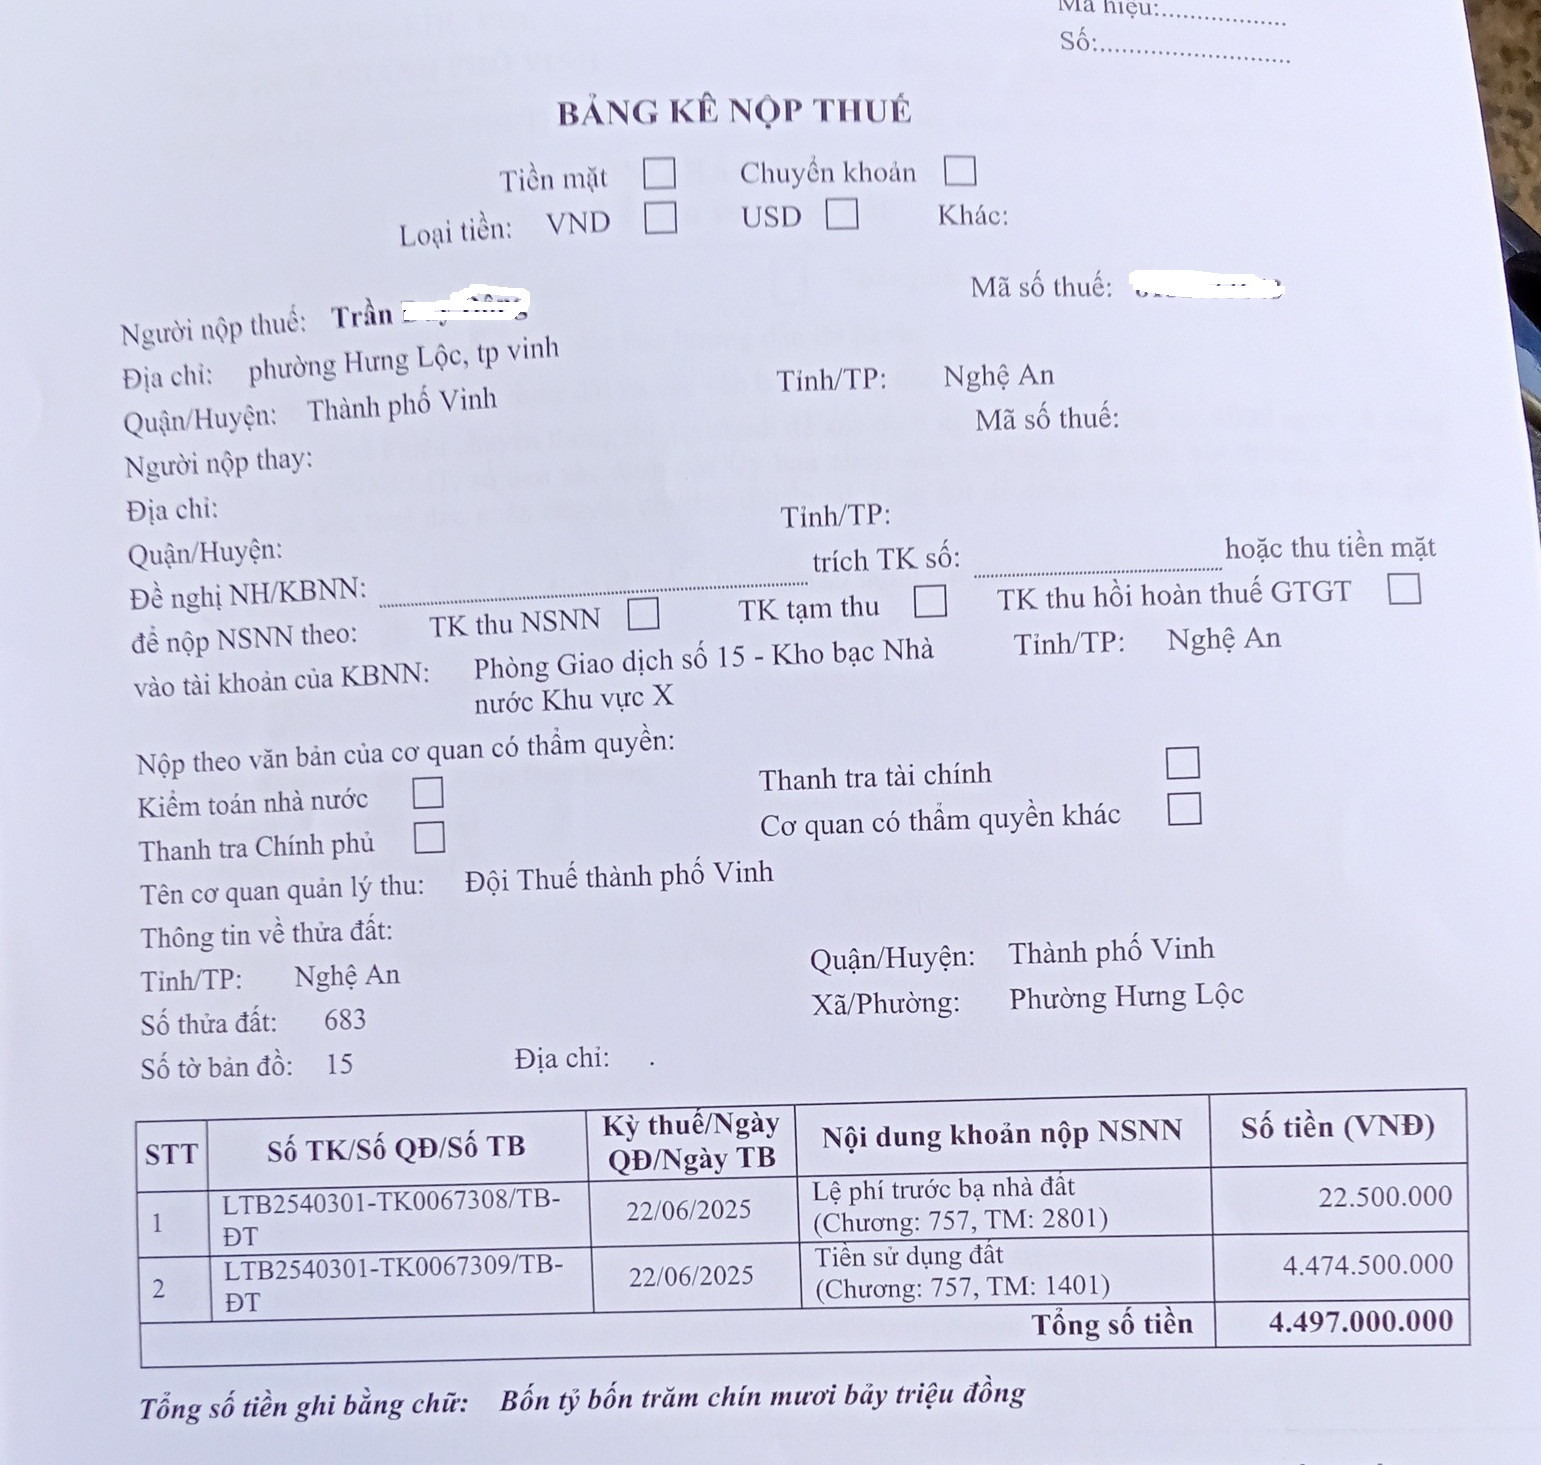 Mã hiệu:...................
Số:............................
BẢNG KÊ NỘP THUẾ
Tiền mặt ☐ Chuyển khoản ☐
Loại tiền: VND ☐ USD ☐ Khác:
Mã số thuế:
Người nộp thuế: Trần
Địa chỉ: phường Hưng Lộc, tp vinh
Quận/Huyện: Thành phố Vinh Tỉnh/TP: Nghệ An
Người nộp thay: Mã số thuế:
Địa chỉ:
Quận/Huyện: Tỉnh/TP:
Đề nghị NH/KBNN: ........................ trích TK số: ........................ hoặc thu tiền mặt
để nộp NSNN theo: TK thu NSNN ☐ TK tạm thu ☐ TK thu hồi hoàn thuế GTGT ☐
vào tài khoản của KBNN: Phòng Giao dịch số 15 - Kho bạc Nhà Tỉnh/TP: Nghệ An
nước Khu vực X
Nộp theo văn bản của cơ quan có thẩm quyền:
Kiểm toán nhà nước ☐ Thanh tra tài chính ☐
Thanh tra Chính phủ ☐ Cơ quan có thẩm quyền khác ☐
Tên cơ quan quản lý thu: Đội Thuế thành phố Vinh
Thông tin về thửa đất:
Tỉnh/TP: Nghệ An Quận/Huyện: Thành phố Vinh
Số thửa đất: 683 Xã/Phường: Phường Hưng Lộc
Số tờ bản đồ: 15 Địa chỉ: .
STT Số TK/Số QĐ/Số TB Kỳ thuế/Ngày Nội dung khoản nộp NSNN Số tiền (VNĐ)
QĐ/Ngày TB
1 LTB2540301-TK0067308/TB- 22/06/2025 Lệ phí trước bạ nhà đất 22.500.000
ĐT (Chương: 757, TM: 2801)
2 LTB2540301-TK0067309/TB- 22/06/2025 Tiền sử dụng đất 4.474.500.000
ĐT (Chương: 757, TM: 1401)
Tổng số tiền 4.497.000.000
Tổng số tiền ghi bằng chữ: Bốn tỷ bốn trăm chín mươi bảy triệu đồng